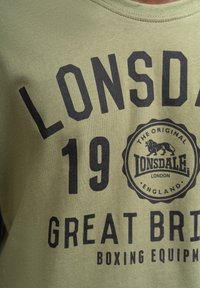 LONSDA
19
THE ORIGINAL
LONSDALE
LONDON
ENGLAND
GREAT BRI
BOXING EQUIPM